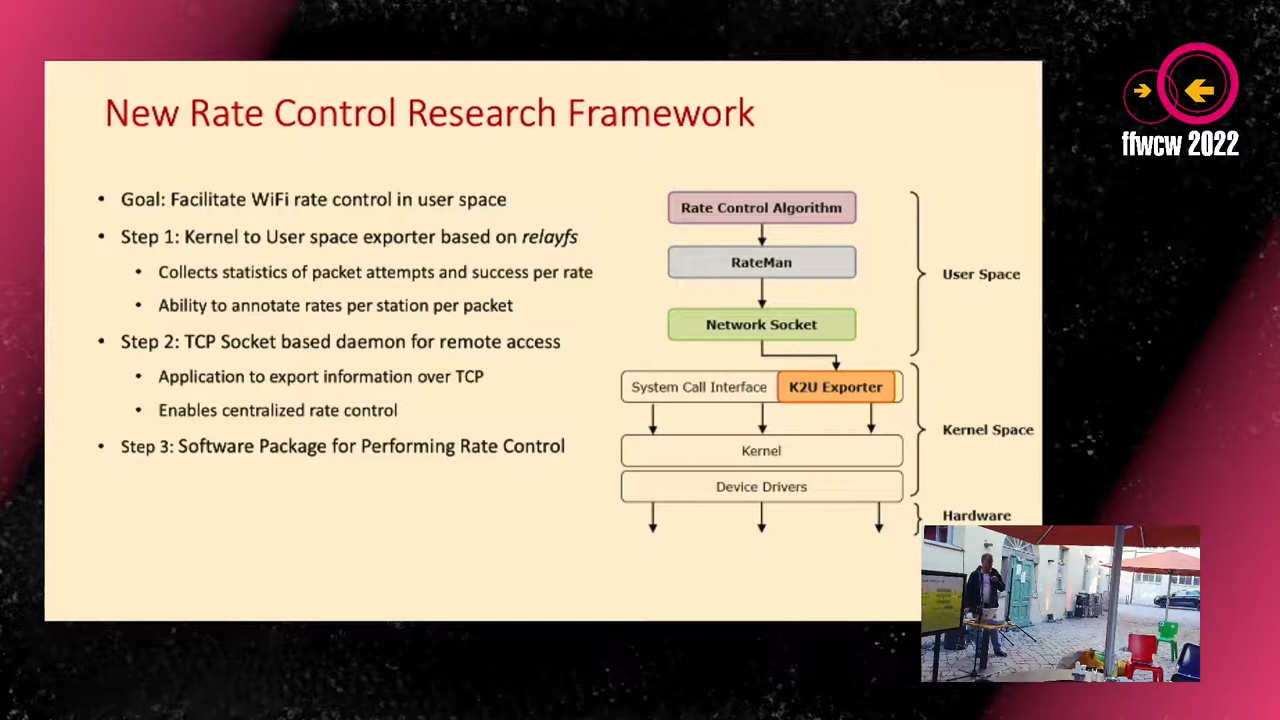 New Rate Control Research Framework
• Goal: Facilitate WiFi rate control in user space
• Step 1: Kernel to User space exporter based on relayfs
• Collects statistics of packet attempts and success per rate
• Ability to annotate rates per station per packet
• Step 2: TCP Socket based daemon for remote access
• Application to export information over TCP
• Enables centralized rate control
• Step 3: Software Package for Performing Rate Control
Rate Control Algorithm
RateMan
Network Socket
User Space
System Call Interface
K2U Exporter
Kernel
Device Drivers
Kernel Space
Hardware
ffwcw 2022